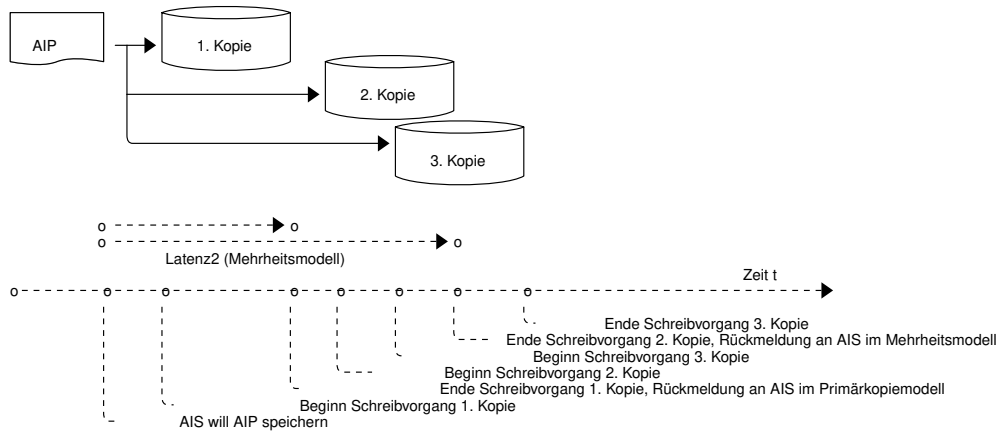 AIP
1. Kopie
2. Kopie
3. Kopie
o o
o o
Latenz2 (Mehrheitsmodell)
Zeit t
o o o o o o o o
Ende Schreibvorgang 3. Kopie
Ende Schreibvorgang 2. Kopie, Rückmeldung an AIS im Mehrheitsmodell
Beginn Schreibvorgang 3. Kopie
Beginn Schreibvorgang 2. Kopie
Ende Schreibvorgang 1. Kopie, Rückmeldung an AIS im Primärkopiemodell
Beginn Schreibvorgang 1. Kopie
AIS will AIP speichern